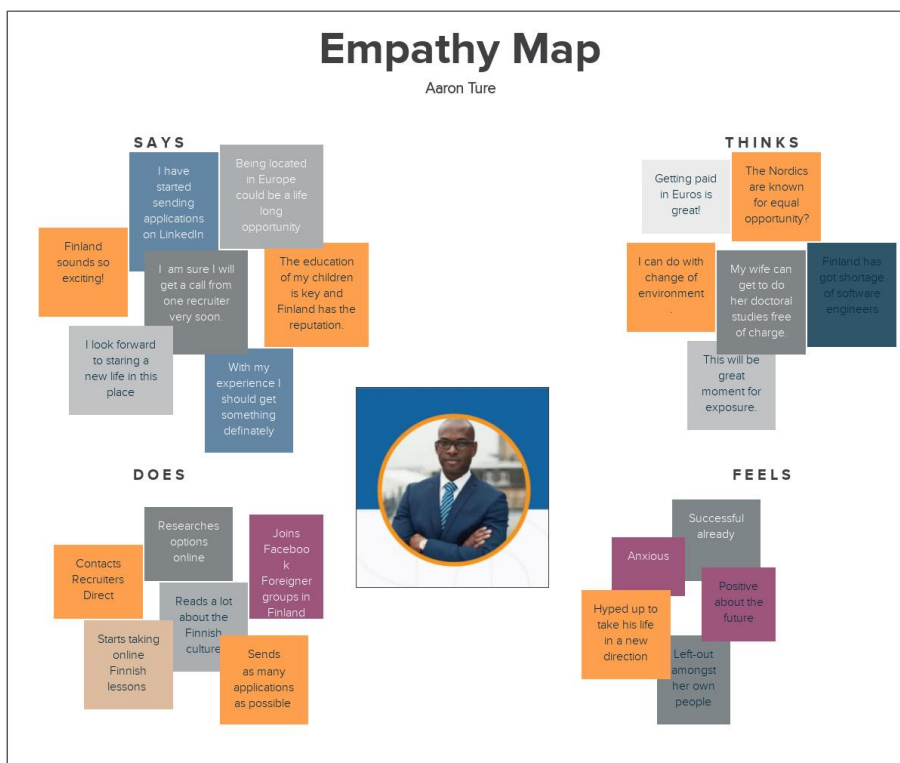 Empathy Map
Aaron Ture
SAYS
I have
started
sending
applications
on LinkedIn
Being located
in Europe
could be a life
long
opportunity
Finland
sounds so
exciting!
I am sure I will
get a call from
one recruiter
very soon.
The education
of my children
is key and
Finland has the
reputation.
I look forward
to staring a
new life in this
place
With my
experience I
should get
something
definately
THINKS
Getting paid
in Euros is
great!
The Nordics
are known
for equal
opportunity?
I can do with
change of
environment
.
My wife can
get to do
her doctoral
studies free
of charge.
Finland has
got shortage
of software
engineers
This will be
great
moment for
exposure.
DOES
Researches
options
online
Joins
Faceboo
k
Foreigner
groups in
Finland
Contacts
Recruiters
Direct
Reads a lot
about the
Finnish
culture
Starts taking
online
Finnish
lessons
Sends
as many
applications
as possible
FEELS
Successful
already
Anxious
Positive
about the
future
Hyped up to
take his life
in a new
direction
Left-out
amongst
her own
people